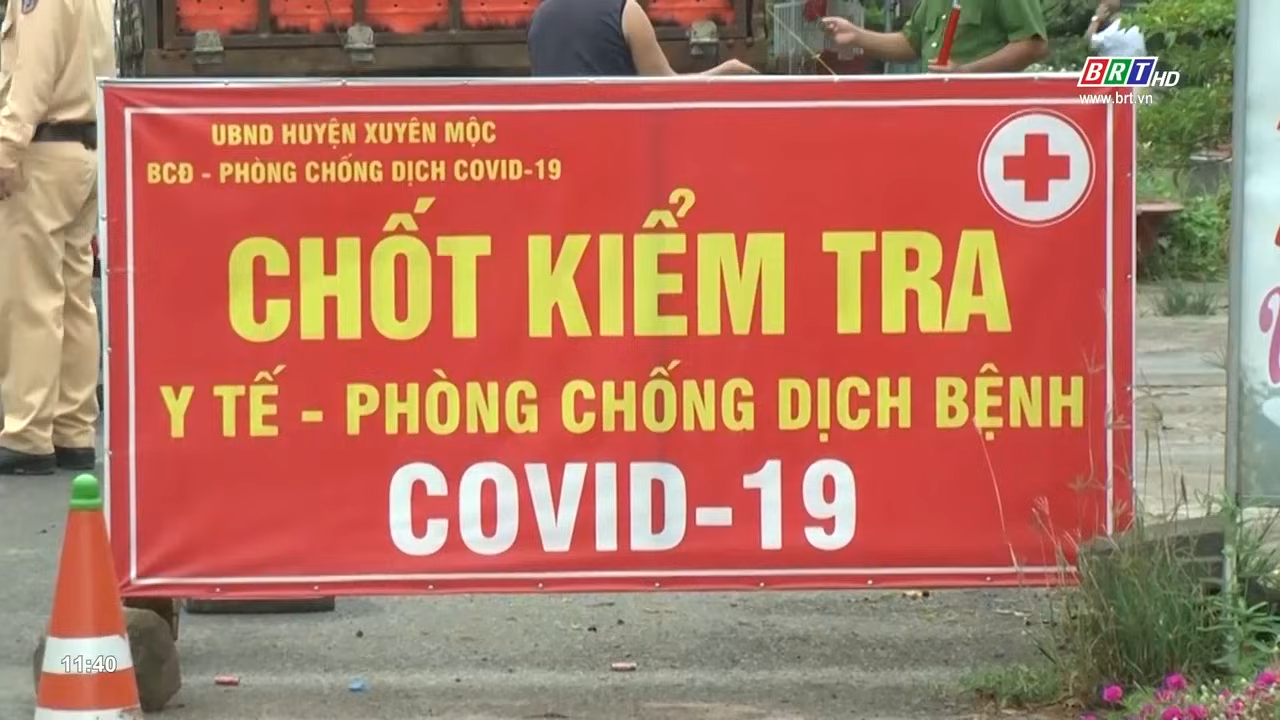 BRT HD
www.brt.vn
UBND HUYỆN XUYÊN MỘC
BCĐ - PHÒNG CHỐNG DỊCH COVID-19
CHỐT KIỂM TRA
Y TẾ - PHÒNG CHỐNG DỊCH BỆNH
COVID-19
11:40